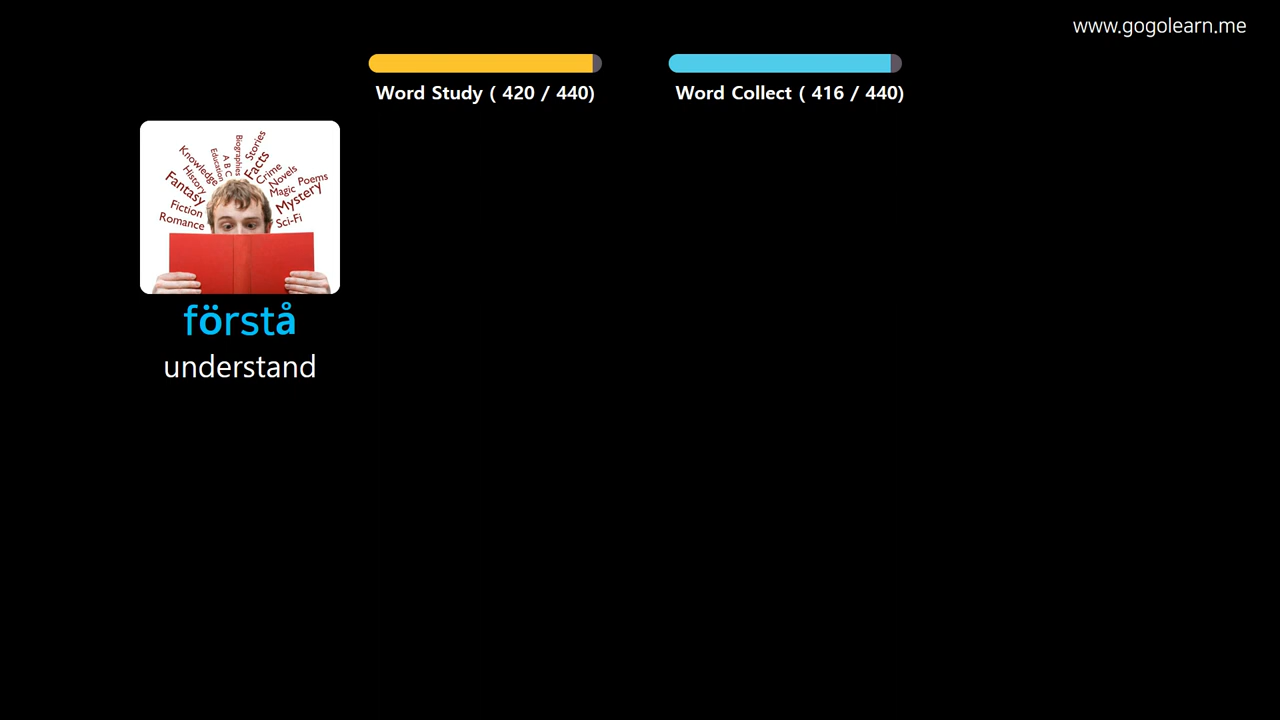 www.gogolearn.me
Word Study ( 420 / 440)
Word Collect ( 416 / 440)
Biographies
Stories
Education
A B C
Facts
Knowledge
Crime
History
Novels
Magic
Poems
Fantasy
Mystery
Fiction
Romance
Sci-Fi
förstå
understand